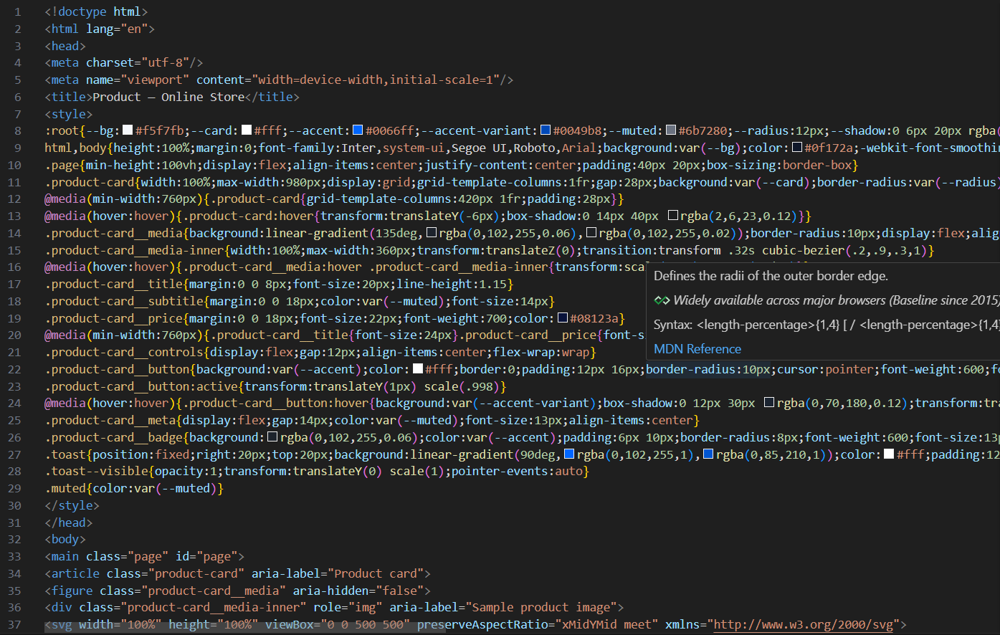 1 <!doctype html>
2 <html lang="en">
3 <head>
4 <meta charset="utf-8"/>
5 <meta name="viewport" content="width=device-width,initial-scale=1"/>
6 <title>Product — Online Store</title>
7 <style>
8 :root{--bg:#f5f7fb;--card:#fff;--accent:#0066ff;--accent-variant:#0049b8;--muted:#6b7280;--radius:12px;--shadow:0 6px 20px rgba(
9 html,body{height:100%;margin:0;font-family:Inter,system-ui,Segoe UI,Roboto,Arial;background:var(--bg);color:#0f172a;-webkit-font-smoothi
10 .page{min-height:100vh;display:flex;align-items:center;justify-content:center;padding:40px 20px;box-sizing:border-box}
11 .product-card{width:100%;max-width:980px;display:grid;grid-template-columns:1fr;gap:28px;background:var(--card);border-radius:var(--radius)
12 @media(min-width:760px){.product-card{grid-template-columns:420px 1fr;padding:28px}}
13 @media(hover:hover){.product-card:hover{transform:translateY(-6px);box-shadow:0 14px 40px rgba(2,6,23,0.12)}}
14 .product-card__media{background:linear-gradient(135deg,rgba(0,102,255,0.06),rgba(0,102,255,0.02));border-radius:10px;display:flex;alig
15 .product-card__media-inner{width:100%;max-width:360px;transform:translateZ(0);transition:transform .32s cubic-bezier(.2,.9,.3,1)}
16 @media(hover:hover){.product-card__media:hover .product-card__media-inner{transform:scal
Defines the radii of the outer border edge.
17 .product-card__title{margin:0 0 8px;font-size:20px;line-height:1.15}
18 .product-card__subtitle{margin:0 0 18px;color:var(--muted);font-size:14px}
Widely available across major browsers (Baseline since 2015)
19 .product-card__price{margin:0 0 18px;font-size:22px;font-weight:700;color:#08123a}
Syntax: <length-percentage>{1,4} [ / <length-percentage>{1,4}
20 @media(min-width:760px){.product-card__title{font-size:24px}.product-card__price{font-s
21 .product-card__controls{display:flex;gap:12px;align-items:center;flex-wrap:wrap}
MDN Reference
22 .product-card__button{background:var(--accent);color:#fff;border:0;padding:12px 16px;border-radius:10px;cursor:pointer;font-weight:600;fo
23 .product-card__button:active{transform:translateY(1px) scale(.998)}
24 @media(hover:hover){.product-card__button:hover{background:var(--accent-variant);box-shadow:0 12px 30px rgba(0,70,180,0.12);transform:tra
25 .product-card__meta{display:flex;gap:14px;color:var(--muted);font-size:13px;align-items:center}
26 .product-card__badge{background:rgba(0,102,255,0.06);color:var(--accent);padding:6px 10px;border-radius:8px;font-weight:600;font-size:13p
27 .toast{position:fixed;right:20px;top:20px;background:linear-gradient(90deg,rgba(0,102,255,1),rgba(0,85,210,1));color:#fff;padding:12
28 .toast--visible{opacity:1;transform:translateY(0) scale(1);pointer-events:auto}
29 .muted{color:var(--muted)}
30 </style>
31 </head>
32 <body>
33 <main class="page" id="page">
34 <article class="product-card" aria-label="Product card">
35 <figure class="product-card__media" aria-hidden="false">
36 <div class="product-card__media-inner" role="img" aria-label="Sample product image">
37 <svg width="100%" height="100%" viewBox="0 0 500 500" preserveAspectRatio="xMidYMid meet" xmlns="http://www.w3.org/2000/svg">